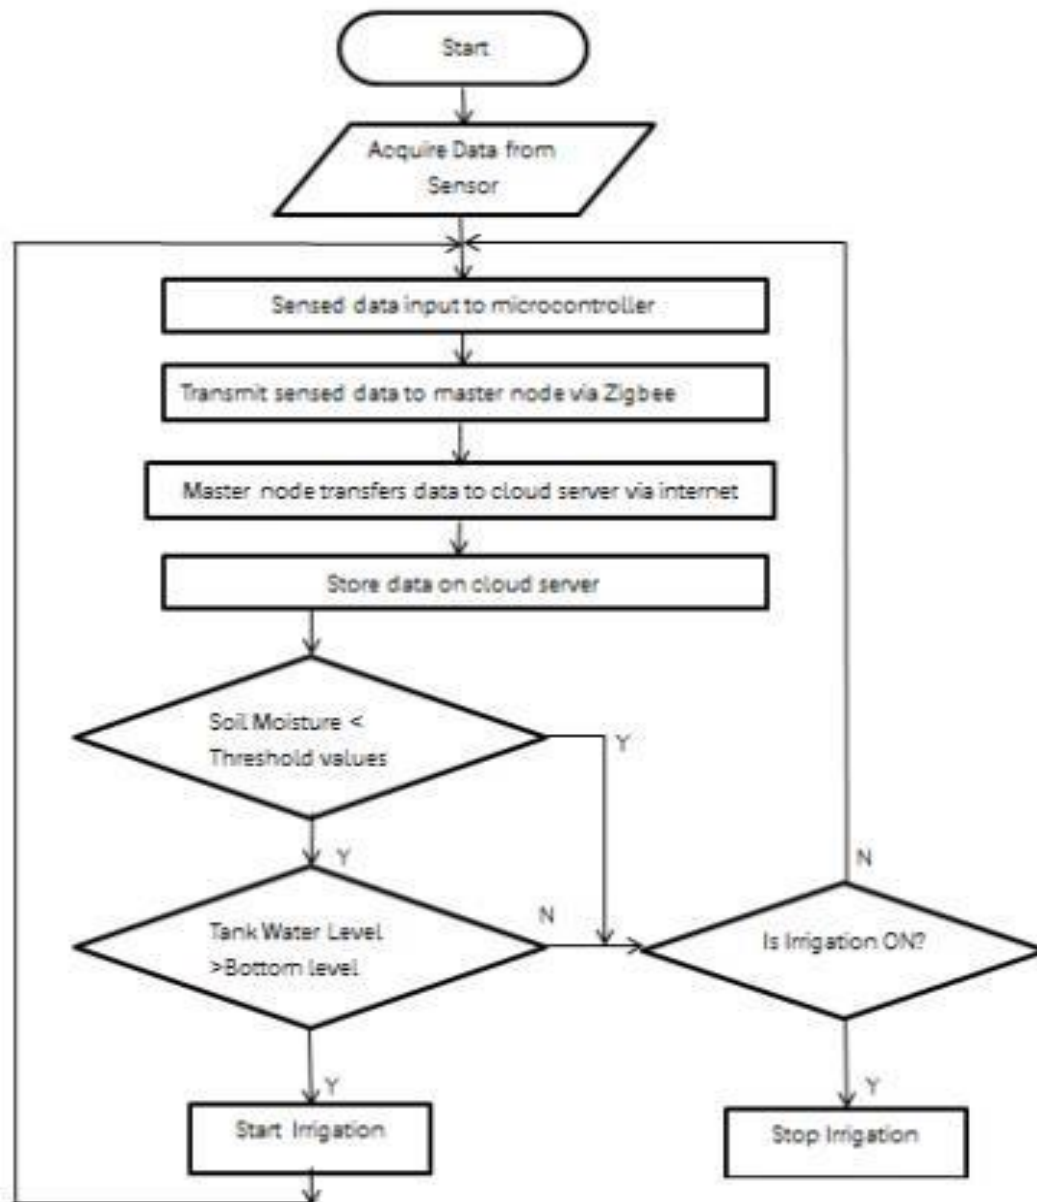 Start
Acquire Data from
Sensor
Sensed data input to microcontroller
Transmit sensed data to master node via Zigbee
Master node transfers data to cloud server via internet
Store data on cloud server
Soil Moisture <
Threshold values
Y
Y
Tank Water Level
>Bottom level
N
N
Is Irrigation ON?
Y
Start Irrigation
Y
Stop Irrigation